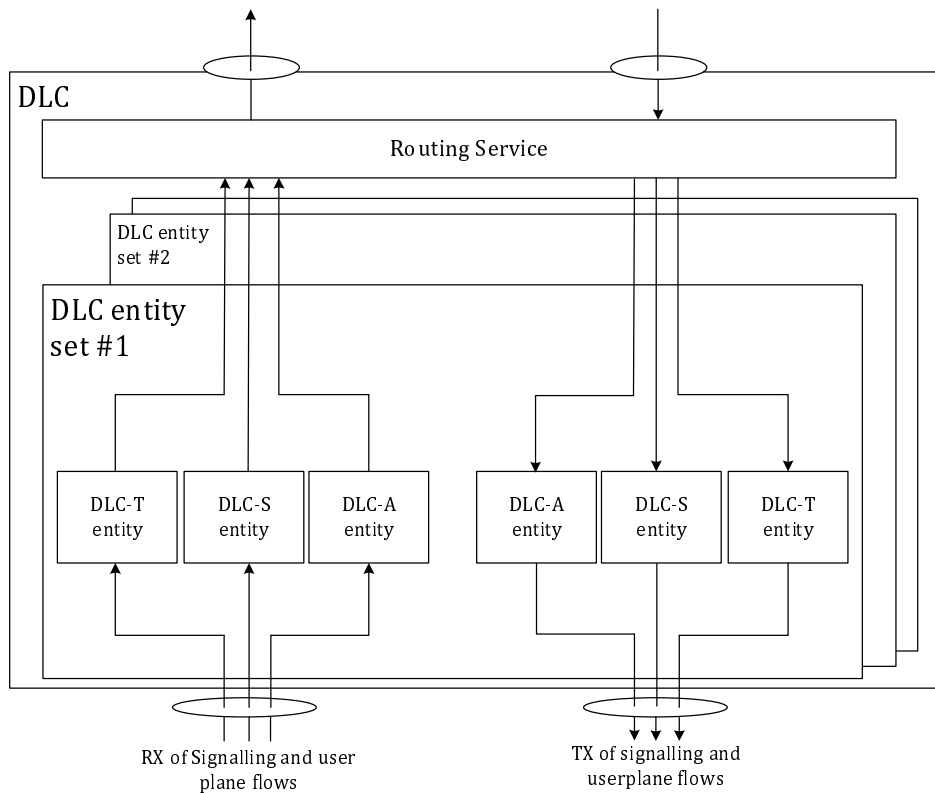 DLC
Routing Service
DLC entity
set #2
DLC entity
set #1
DLC-T
entity
DLC-S
entity
DLC-A
entity
DLC-A
entity
DLC-S
entity
DLC-T
entity
RX of Signalling and user
plane flows
TX of signalling and
userplane flows